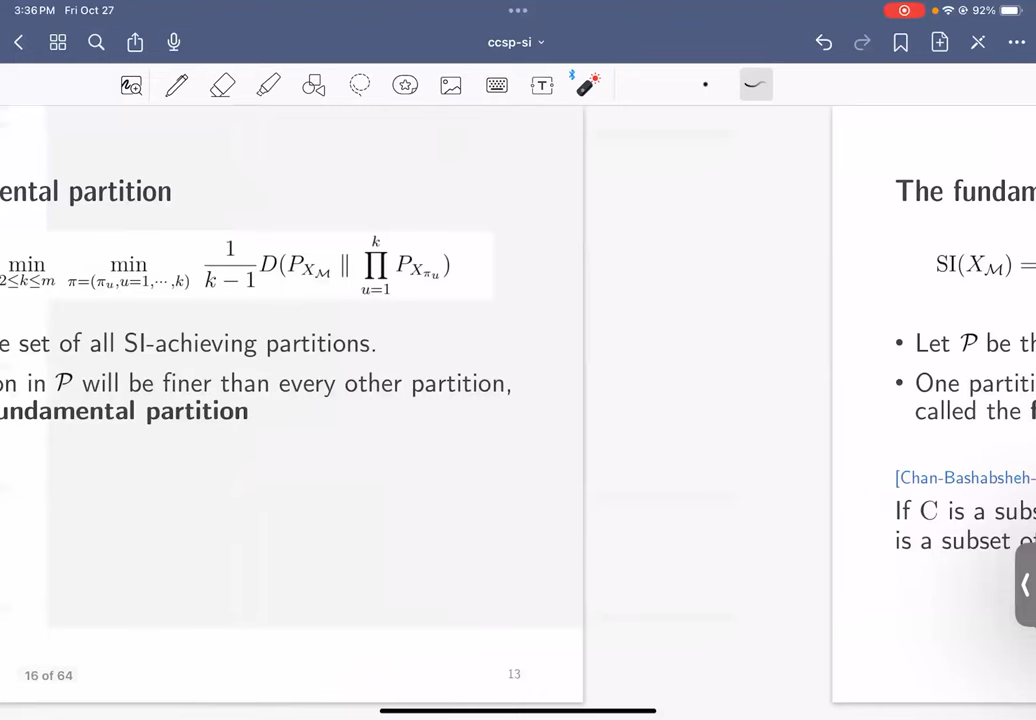 3:36 PM Fri Oct 27
92%
ccsp-si
T
ental partition
min 2≤k≤m min π=(π_u,u=1,⋯,k) 1/(k − 1) D(P_{X_ℳ} ∥ ∏_{u=1}^{k} P_{X_{π_u}})
e set of all SI-achieving partitions.
on in 𝒫 will be finer than every other partition,
undamental partition
16 of 64
13
The fundam
SI(X_ℳ) =
• Let 𝒫 be th
• One partiti
called the f
[Chan-Bashabsheh-
If C is a subs
is a subset of